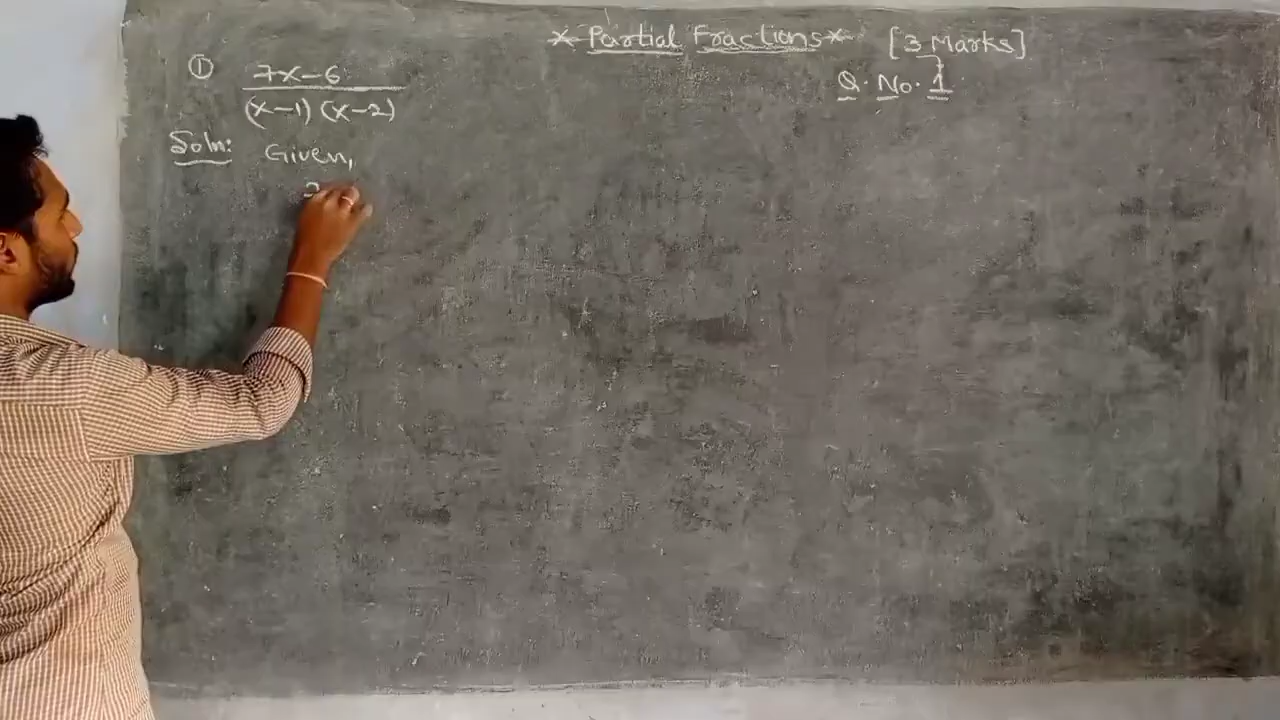 * Partial Fractions * [3 Marks]
Q. No. 1
① 7x-6
(x-1) (x-2)
Soln: Given,